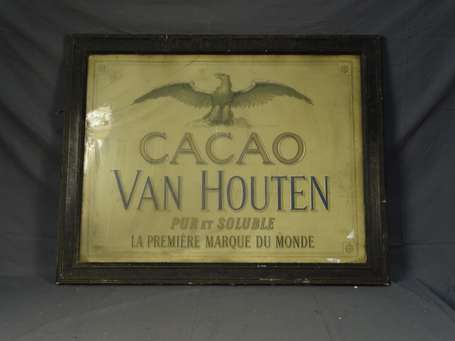 CACAO
VAN HOUTEN
PUR ET SOLUBLE
LA PREMIÈRE MARQUE DU MONDE